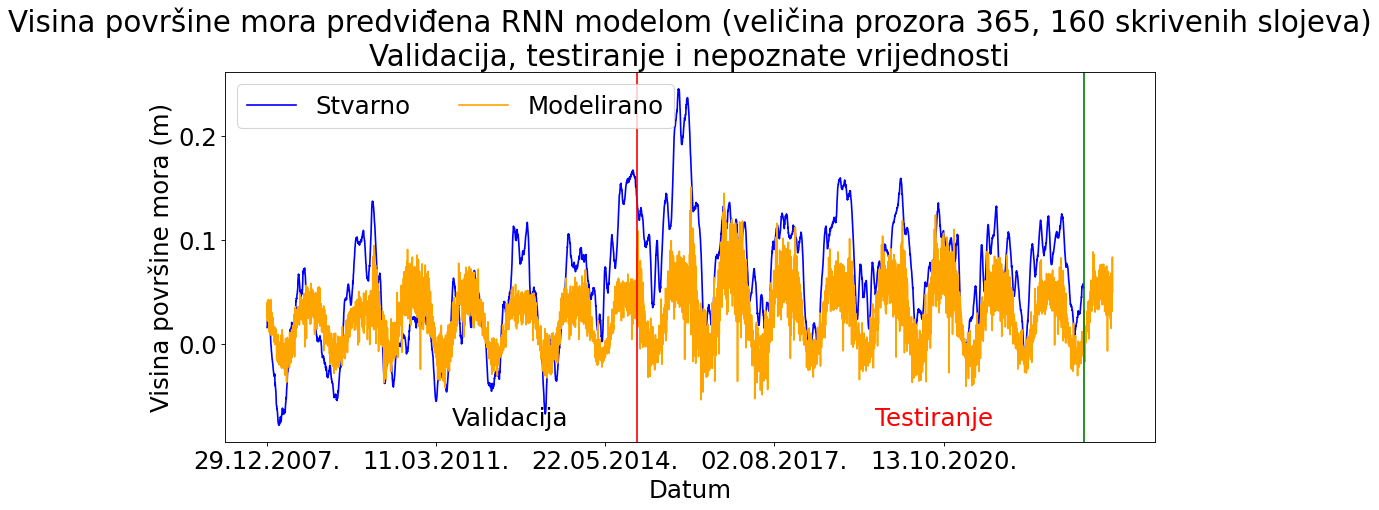 Visina površine mora predviđena RNN modelom (veličina prozora 365, 160 skrivenih slojeva)
Validacija, testiranje i nepoznate vrijednosti
Stvarno Modelirano
Visina površine mora (m)
0.2
0.1
0.0
Validacija Testiranje
29.12.2007. 11.03.2011. 22.05.2014. 02.08.2017. 13.10.2020.
Datum